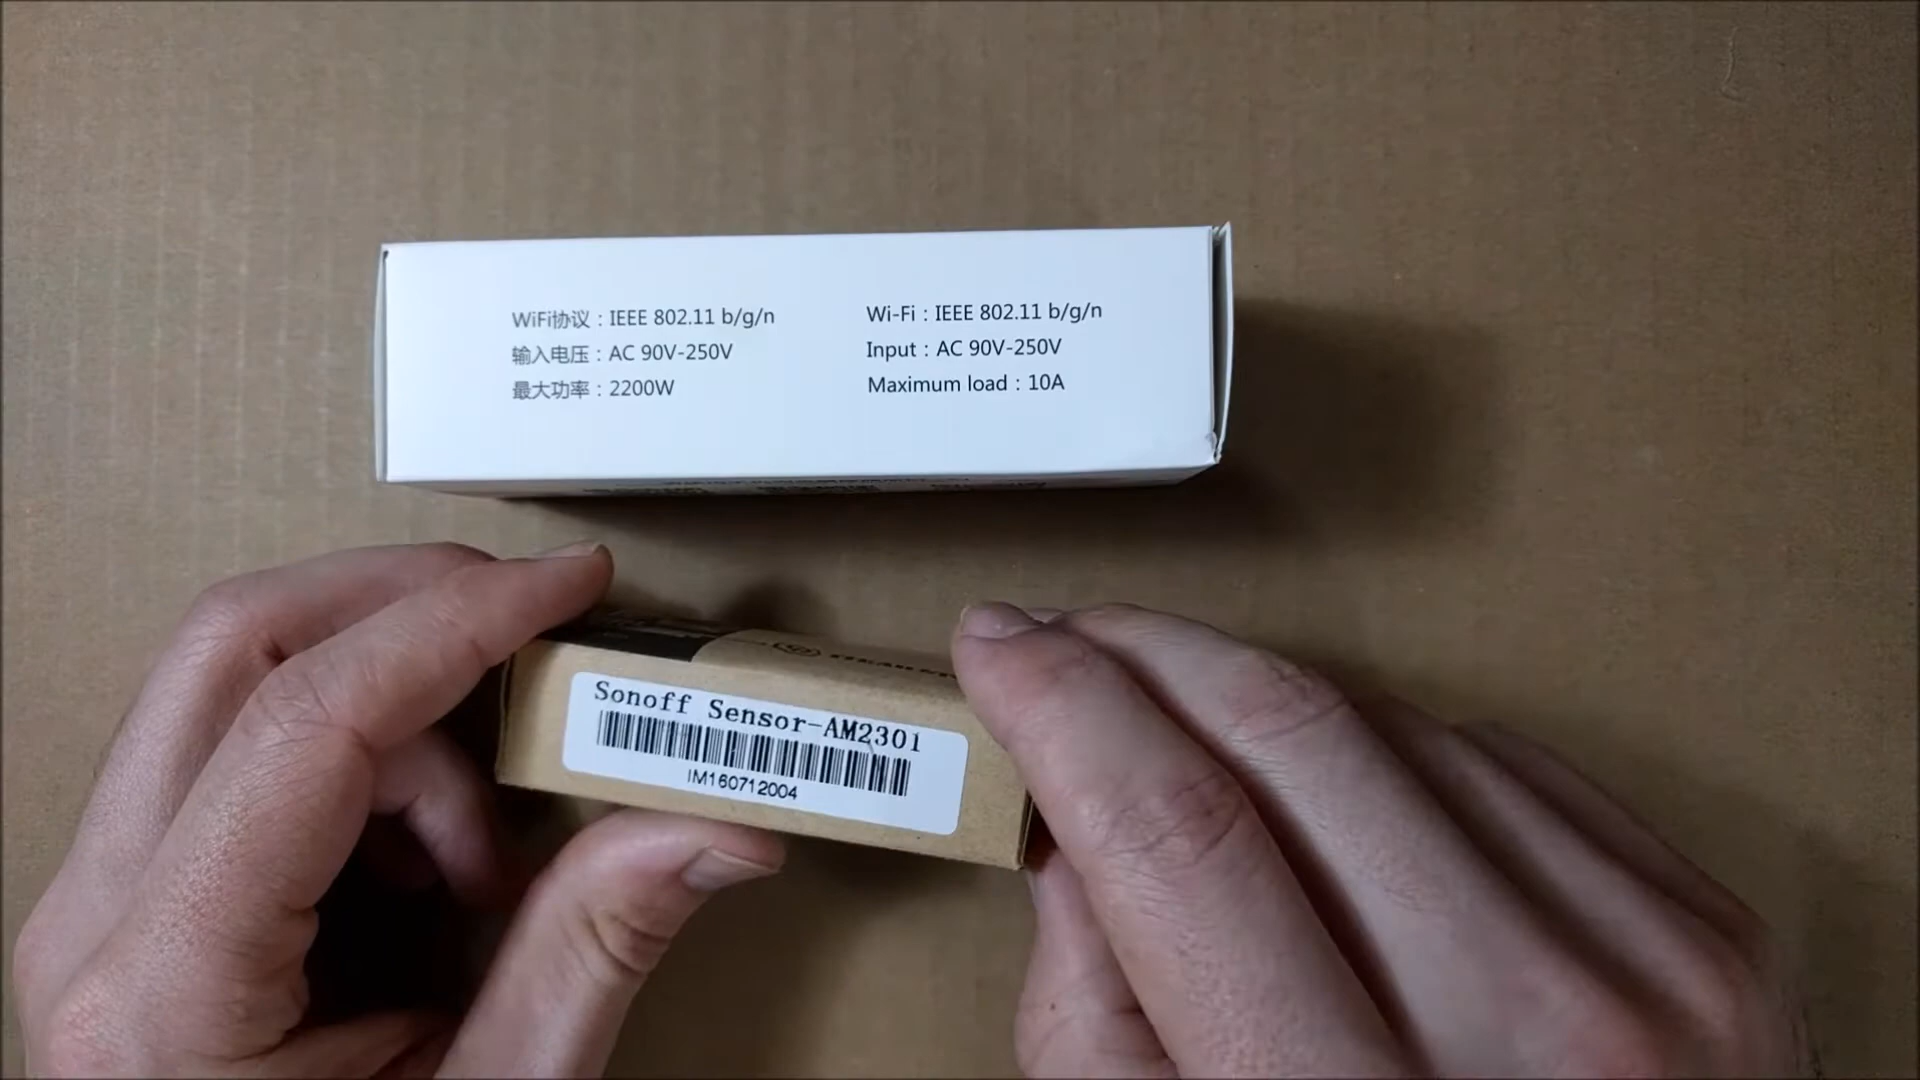 WiFi协议：IEEE 802.11 b/g/n
输入电压：AC 90V-250V
最大功率：2200W
Wi-Fi：IEEE 802.11 b/g/n
Input：AC 90V-250V
Maximum load：10A
Sonoff Sensor-AM2301
IM160712004